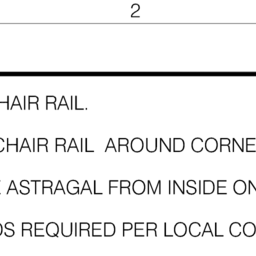 2
HAIR RAIL.
CHAIR RAIL AROUND CORNE
ASTRAGAL FROM INSIDE ON
DS REQUIRED PER LOCAL CO